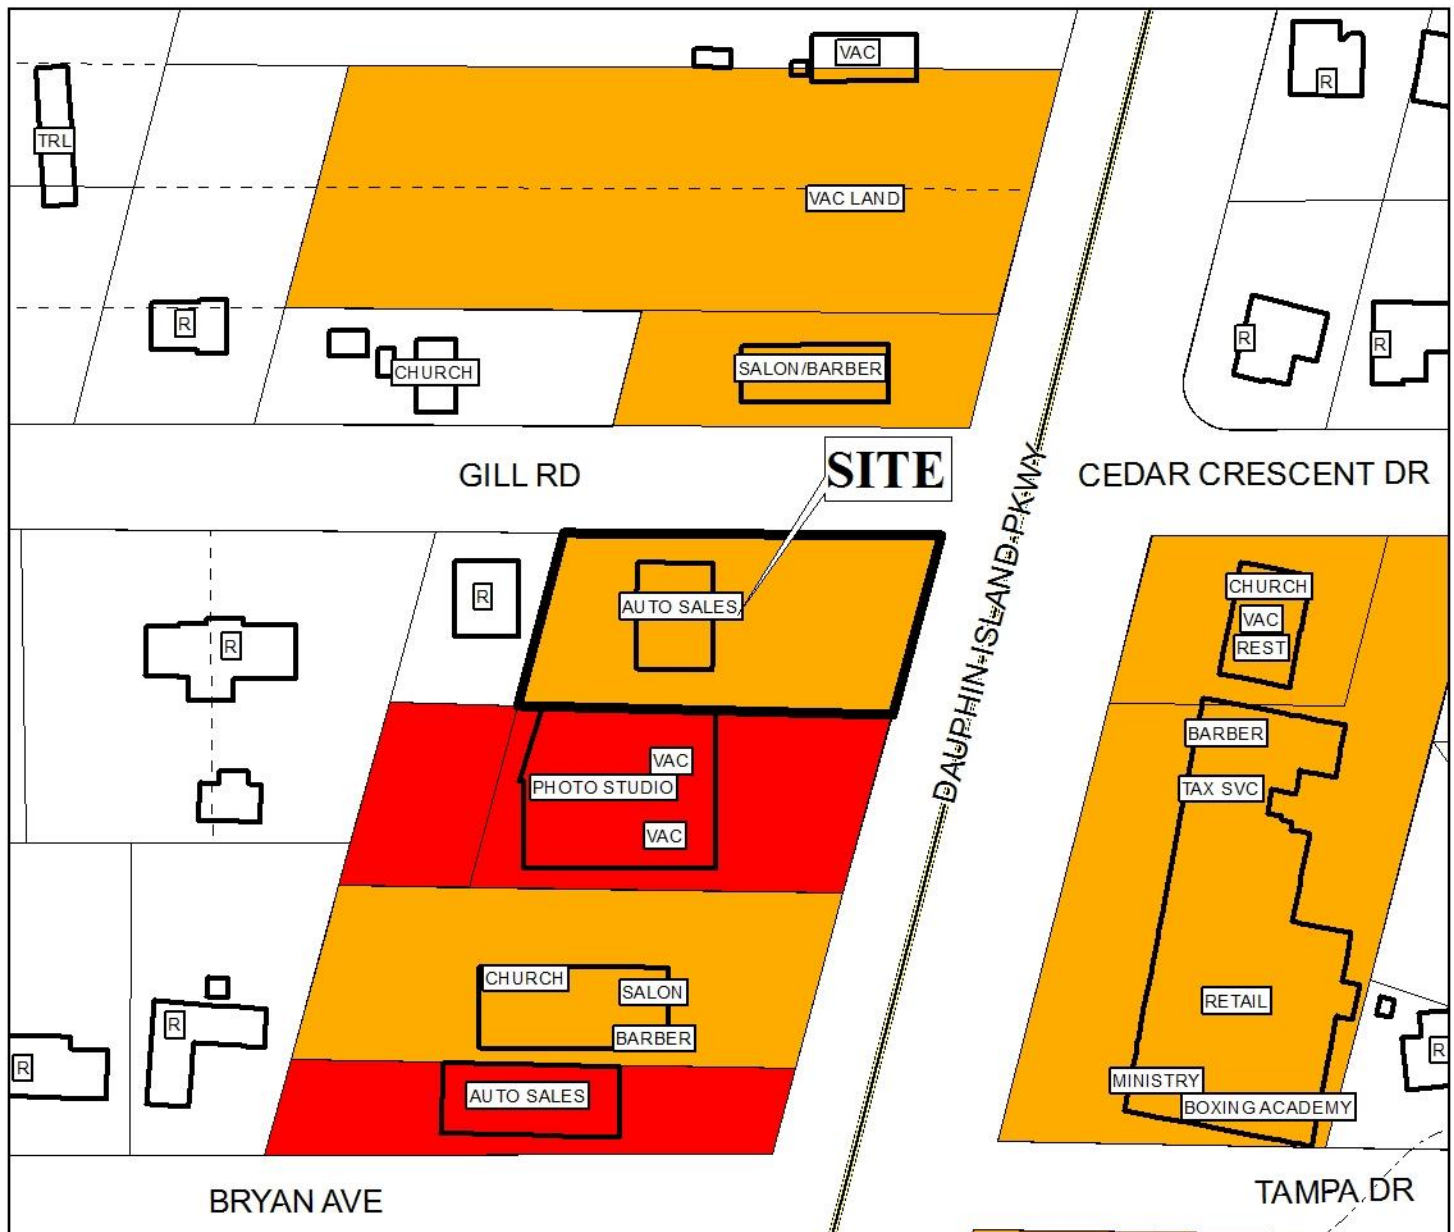 VAC
R
TRL
VAC LAND
R
CHURCH
SALON/BARBER
R
R
GILL RD
SITE
CEDAR CRESCENT DR
DAUPHIN ISLAND PKWY
R
R
AUTO SALES
CHURCH
VAC
REST
VAC
PHOTO STUDIO
VAC
BARBER
TAX SVC
CHURCH
SALON
BARBER
RETAIL
R
R
R
AUTO SALES
MINISTRY
BOXING ACADEMY
BRYAN AVE
TAMPA DR